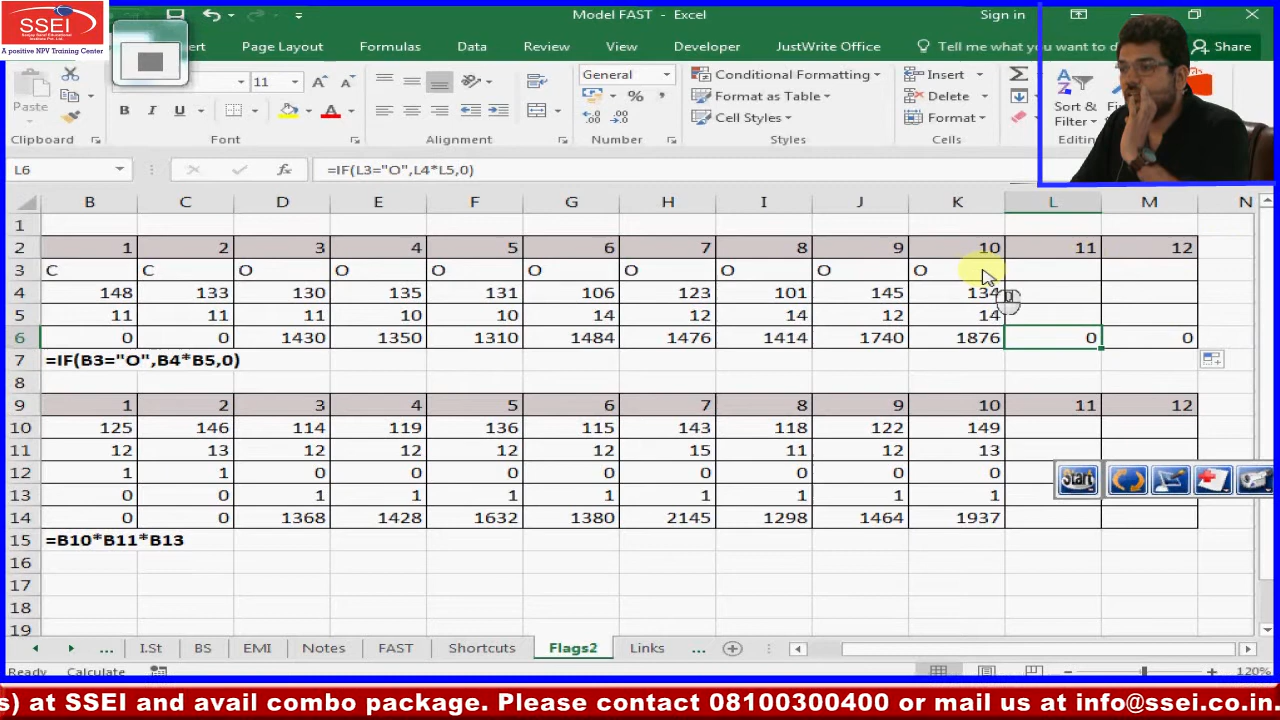 SSEI
A positive NPV Training Center
Model FAST - Excel
Sign in
Page Layout Formulas Data Review View Developer JustWrite Office Tell me what you want to d Share
Paste
11
B I U
General
%
Conditional Formatting
Format as Table
Cell Styles
Insert
Delete
Format
Sort &
Filter
Clipboard Font Alignment Number Styles Cells Editin
L6 fx =IF(L3="O",L4*L5,0)
B C D E F G H I J K L M N
1
2 1 2 3 4 5 6 7 8 9 10 11 12
3 C C O O O O O O O O
4 148 133 130 135 131 106 123 101 145 134
5 11 11 11 10 10 14 12 14 12 14
6 0 0 1430 1350 1310 1484 1476 1414 1740 1876 0 0
7 =IF(B3="O",B4*B5,0)
8
9 1 2 3 4 5 6 7 8 9 10 11 12
10 125 146 114 119 136 115 143 118 122 149
11 12 13 12 12 12 12 15 11 12 13
12 1 1 0 0 0 0 0 0 0 0
13 0 0 1 1 1 1 1 1 1 1
14 0 0 1368 1428 1632 1380 2145 1298 1464 1937
15 =B10*B11*B13
16
17
18
19
Start
... I.St BS EMI Notes FAST Shortcuts Flags2 Links ...
Ready Calculate 120%
s) at SSEI and avail combo package. Please contact 08100300400 or mail us at info@ssei.co.in.